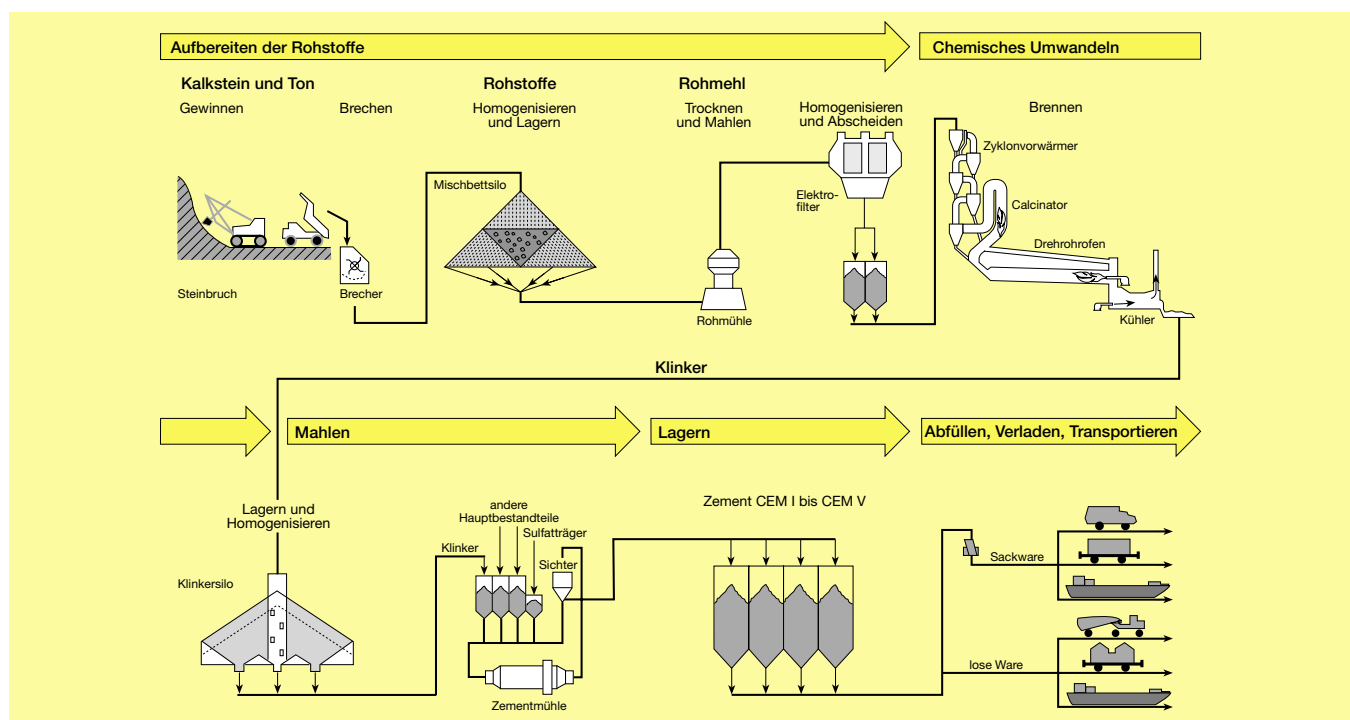 Aufbereiten der Rohstoffe
Chemisches Umwandeln
Kalkstein und Ton
Rohstoffe
Rohmehl
Gewinnen
Brechen
Homogenisieren
und Lagern
Trocknen
und Mahlen
Homogenisieren
und Abscheiden
Brennen
Zyklonvorwärmer
Mischbettsilo
Elektro-
filter
Calcinator
Drehrohrofen
Steinbruch
Brecher
Rohmühle
Kühler
Klinker
Mahlen
Lagern
Abfüllen, Verladen, Transportieren
Lagern und
Homogenisieren
andere
Hauptbestandteile
Sulfatträger
Klinker
Sichter
Zement CEM I bis CEM V
Sackware
Klinkersilo
lose Ware
Zementmühle